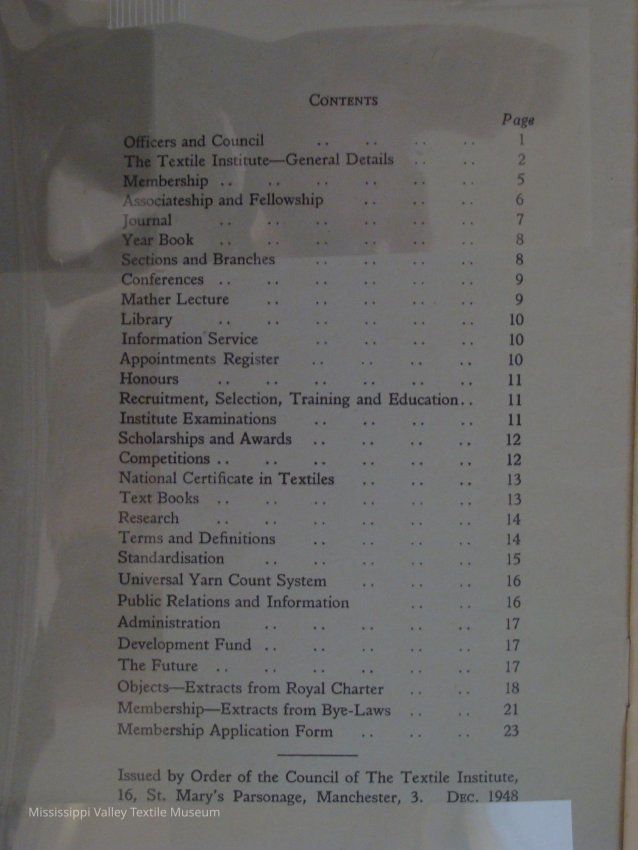 CONTENTS
Page
Officers and Council .. .. .. .. 1
The Textile Institute—General Details .. .. 2
Membership .. .. .. .. .. .. 5
Associateship and Fellowship .. .. .. 6
Journal .. .. .. .. .. .. 7
Year Book .. .. .. .. .. .. 8
Sections and Branches .. .. .. .. 8
Conferences .. .. .. .. .. .. 9
Mather Lecture .. .. .. .. .. 9
Library .. .. .. .. .. .. 10
Information Service .. .. .. .. 10
Appointments Register .. .. .. .. 10
Honours .. .. .. .. .. .. 11
Recruitment, Selection, Training and Education.. 11
Institute Examinations .. .. .. .. 11
Scholarships and Awards .. .. .. .. 12
Competitions .. .. .. .. .. .. 12
National Certificate in Textiles .. .. .. 13
Text Books .. .. .. .. .. .. 13
Research .. .. .. .. .. .. 14
Terms and Definitions .. .. .. .. 14
Standardisation .. .. .. .. .. 15
Universal Yarn Count System .. .. .. 16
Public Relations and Information .. .. 16
Administration .. .. .. .. .. 17
Development Fund .. .. .. .. .. 17
The Future .. .. .. .. .. .. 17
Objects—Extracts from Royal Charter .. .. 18
Membership—Extracts from Bye-Laws .. .. 21
Membership Application Form .. .. .. 23
Issued by Order of the Council of The Textile Institute,
16, St. Mary's Parsonage, Manchester, 3. DEC. 1948
Mississippi Valley Textile Museum